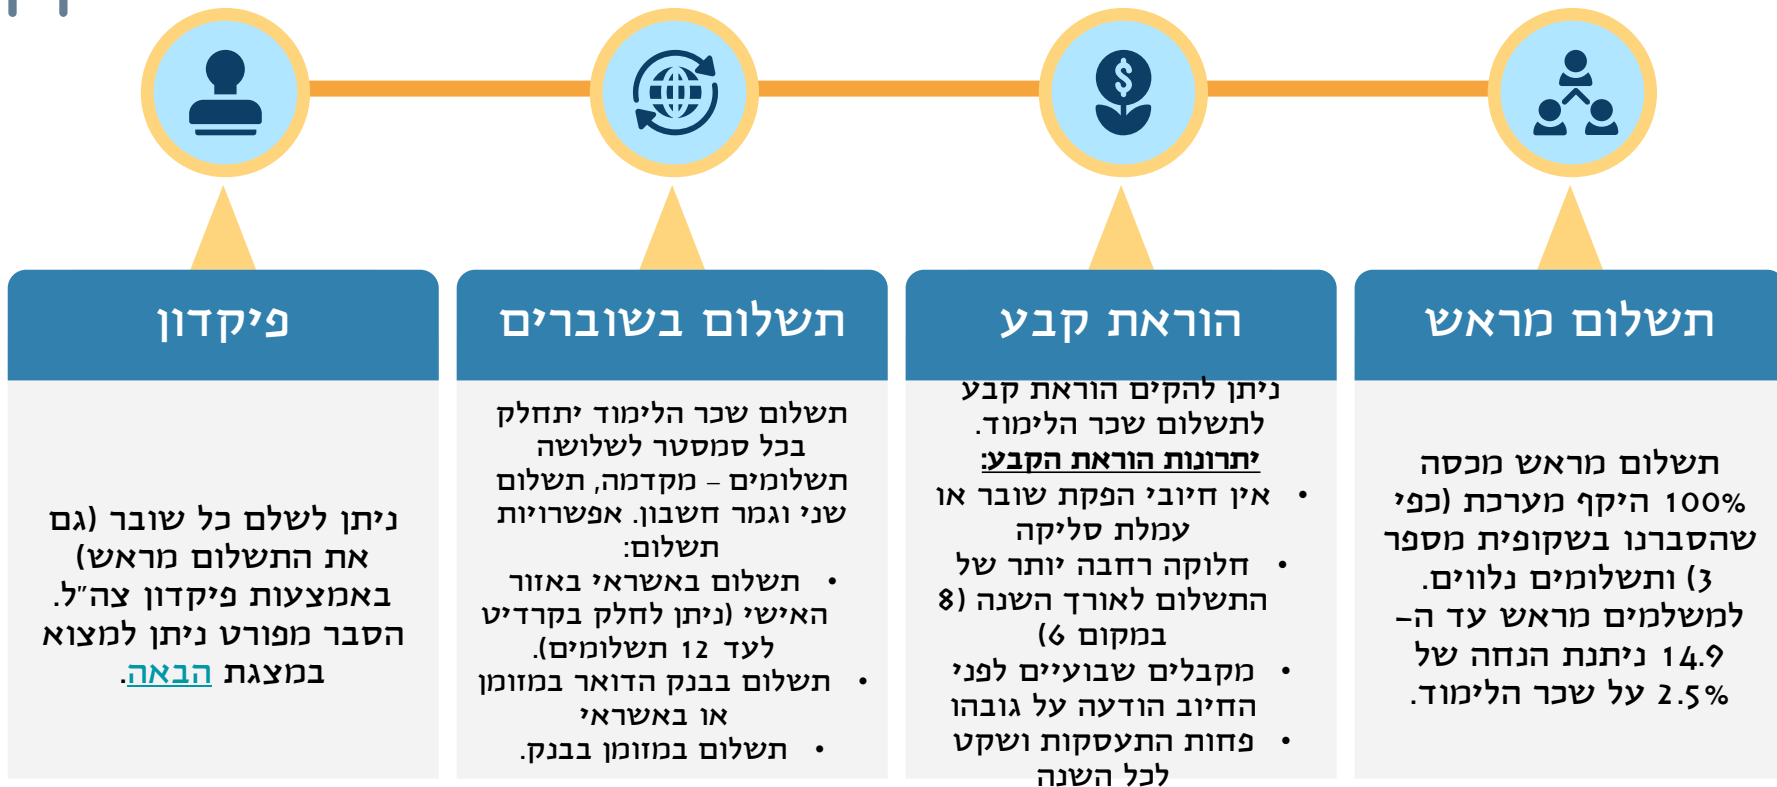 תשלום מראש
תשלום מראש מכסה
100% היקף מערכת (כפי
שהסברנו בשקופית מספר
3) ותשלומים נלווים.
למשלמים מראש עד ה–
14.9 ניתנת הנחה של
2.5% על שכר הלימוד.
הוראת קבע
ניתן להקים הוראת קבע
לתשלום שכר הלימוד.
יתרונות הוראת הקבע:
• אין חיובי הפקת שובר או
עמלת סליקה
• חלוקה רחבה יותר של
התשלום לאורך השנה (8
במקום 6)
• מקבלים שבועיים לפני
החיוב הודעה על גובהו
• פחות התעסקות ושקט
לכל השנה
תשלום בשוברים
תשלום שכר הלימוד יתחלק
בכל סמסטר לשלושה
תשלומים – מקדמה, תשלום
שני וגמר חשבון. אפשרויות
תשלום:
• תשלום באשראי באזור
האישי (ניתן לחלק בקרדיט
לעד 12 תשלומים).
• תשלום בבנק הדואר במזומן
או באשראי
• תשלום במזומן בבנק.
פיקדון
ניתן לשלם כל שובר (גם
את התשלום מראש)
באמצעות פיקדון צה״ל.
הסבר מפורט ניתן למצוא
במצגת הבאה.